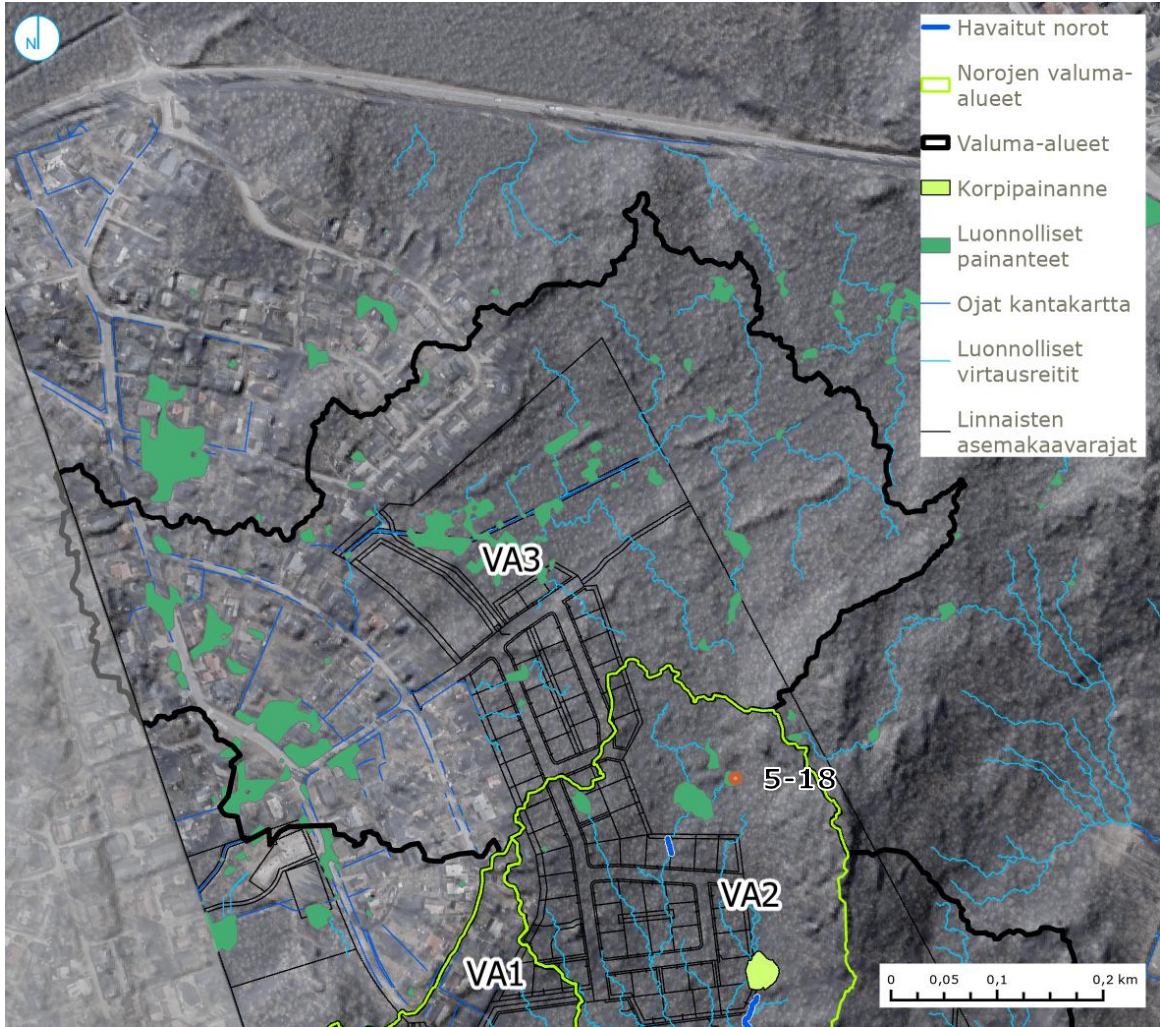 N
Havaitut norot
Norojen valuma-
alueet
Valuma-alueet
Korpipainanne
Luonnolliset
painanteet
Ojat kantakartta
Luonnolliset
virtausreitit
Linnaisten
asemakaavarajat
VA3
5-18
VA2
VA1
0 0,05 0,1 0,2 km